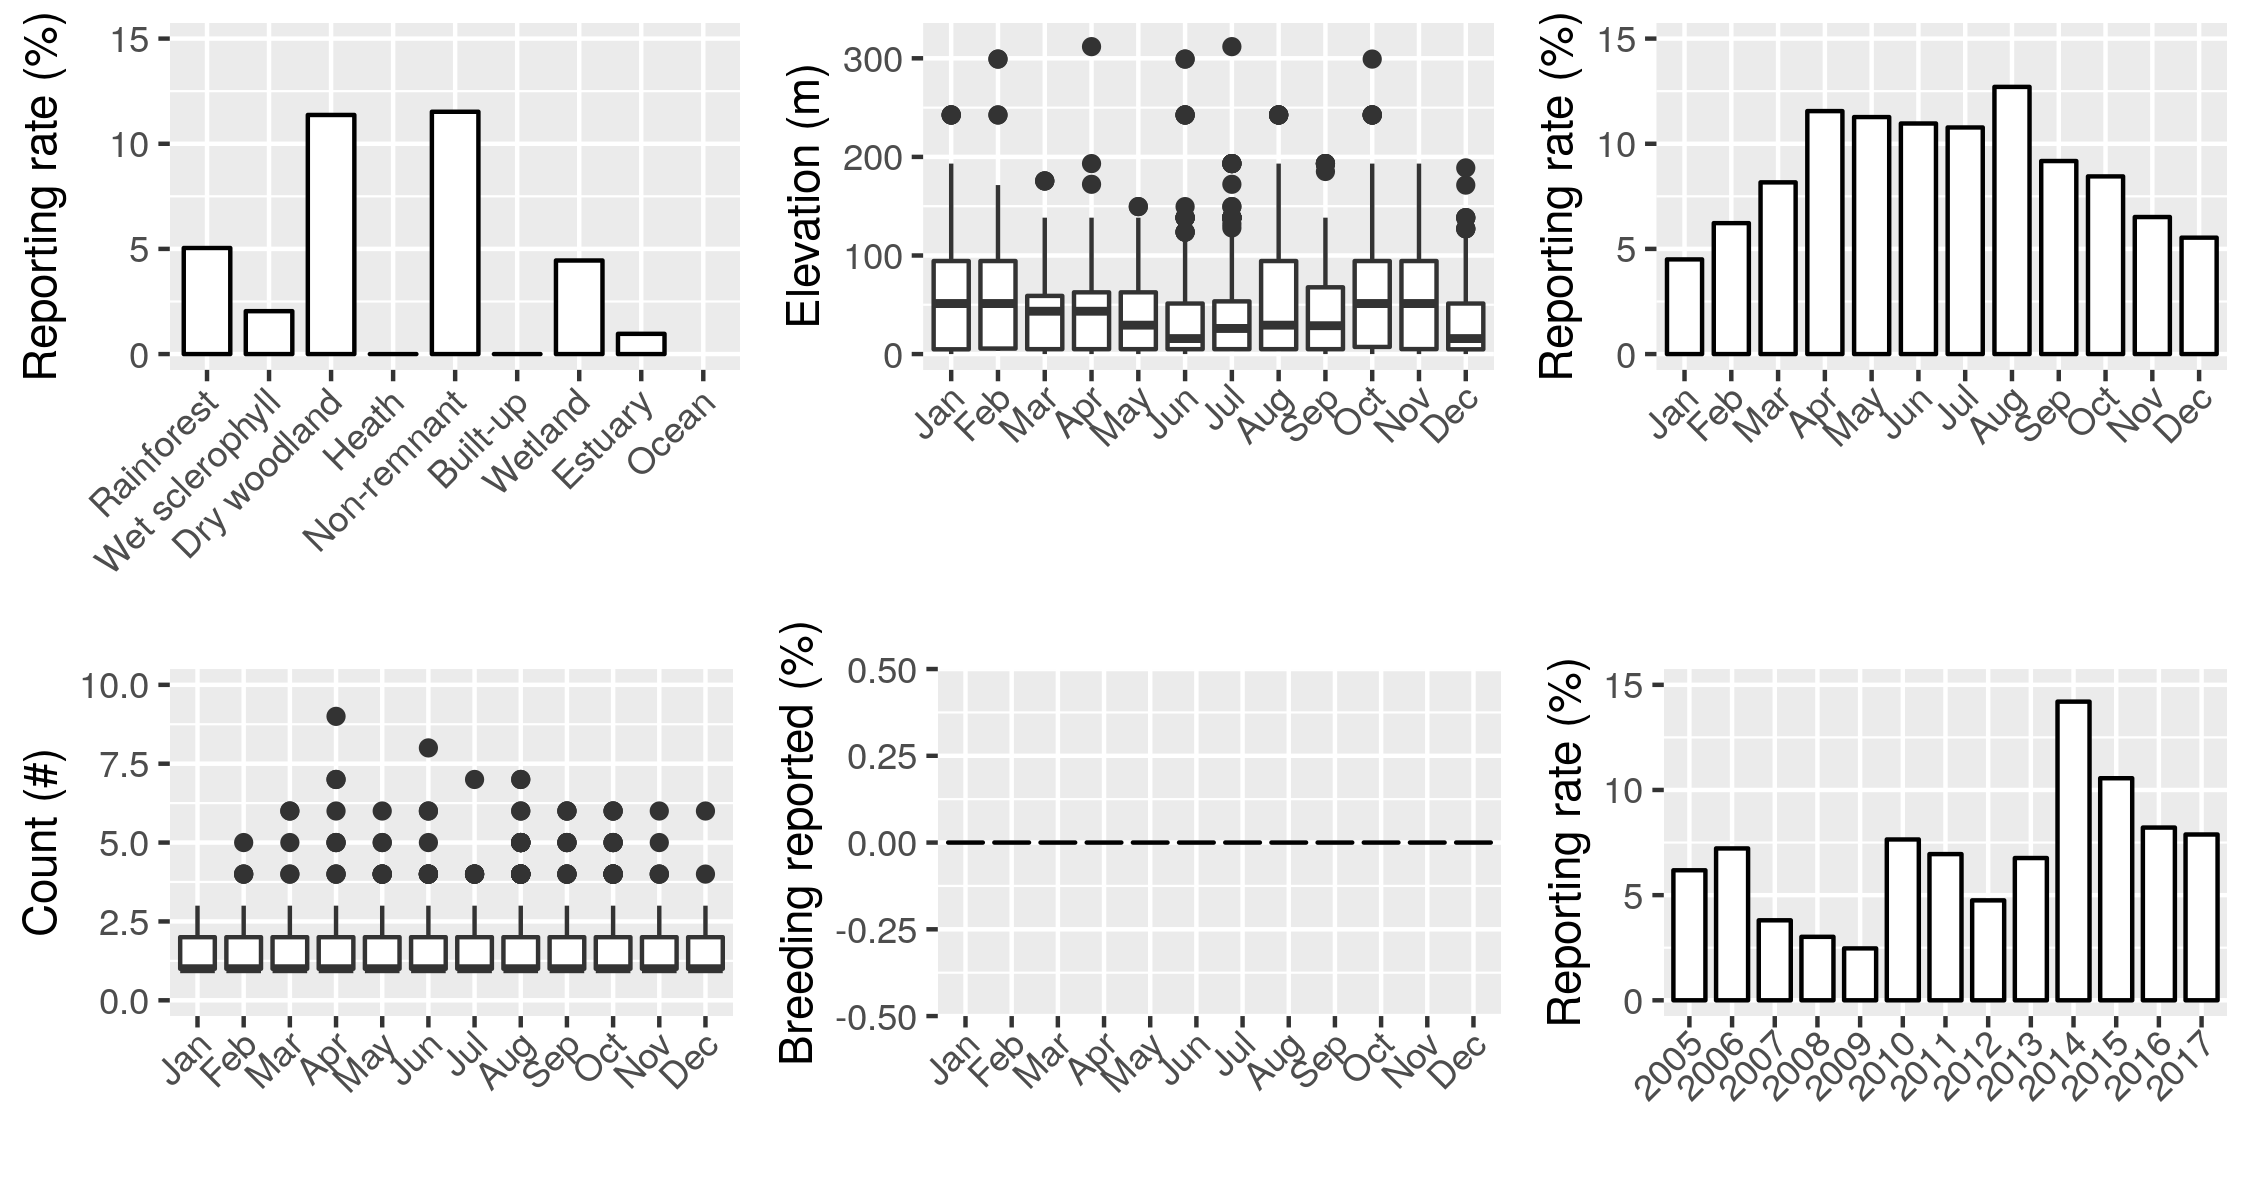 Reporting rate (%)
15
10
5
0
Rainforest
Wet sclerophyll
Dry woodland
Heath
Non-remnant
Built-up
Wetland
Estuary
Ocean
Elevation (m)
300
200
100
0
Jan
Feb
Mar
Apr
May
Jun
Jul
Aug
Sep
Oct
Nov
Dec
Reporting rate (%)
15
10
5
0
Jan
Feb
Mar
Apr
May
Jun
Jul
Aug
Sep
Oct
Nov
Dec
Count (#)
10.0
7.5
5.0
2.5
0.0
Jan
Feb
Mar
Apr
May
Jun
Jul
Aug
Sep
Oct
Nov
Dec
Breeding reported (%)
0.50
0.25
0.00
-0.25
-0.50
Jan
Feb
Mar
Apr
May
Jun
Jul
Aug
Sep
Oct
Nov
Dec
Reporting rate (%)
15
10
5
0
2005
2006
2007
2008
2009
2010
2011
2012
2013
2014
2015
2016
2017